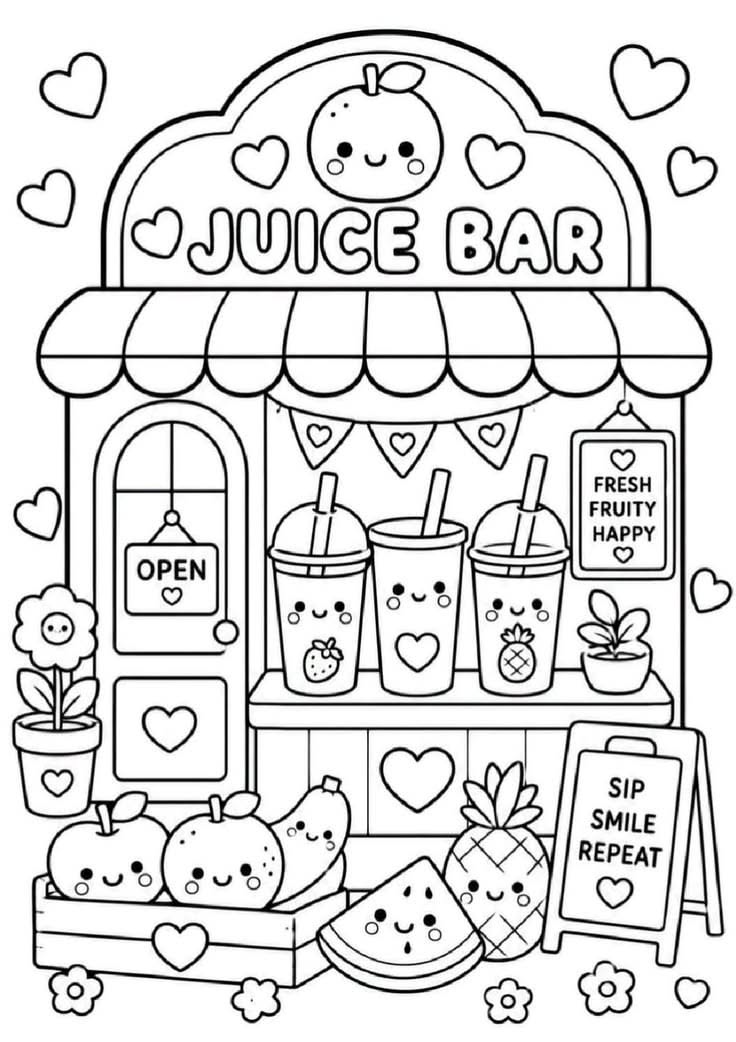 JUICE BAR
FRESH
FRUITY
HAPPY
OPEN
SIP
SMILE
REPEAT